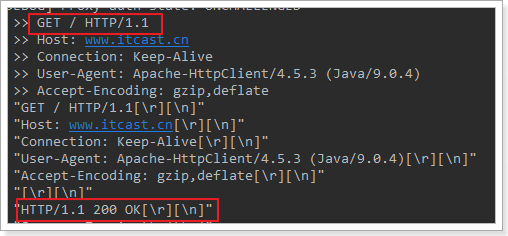 >> GET / HTTP/1.1
>> Host: www.itcast.cn
>> Connection: Keep-Alive
>> User-Agent: Apache-HttpClient/4.5.3 (Java/9.0.4)
>> Accept-Encoding: gzip,deflate
"GET / HTTP/1.1[\r][\n]"
"Host: www.itcast.cn[\r][\n]"
"Connection: Keep-Alive[\r][\n]"
"User-Agent: Apache-HttpClient/4.5.3 (Java/9.0.4)[\r][\n]"
"Accept-Encoding: gzip,deflate[\r][\n]"
"[\r][\n]"
"HTTP/1.1 200 OK[\r][\n]"